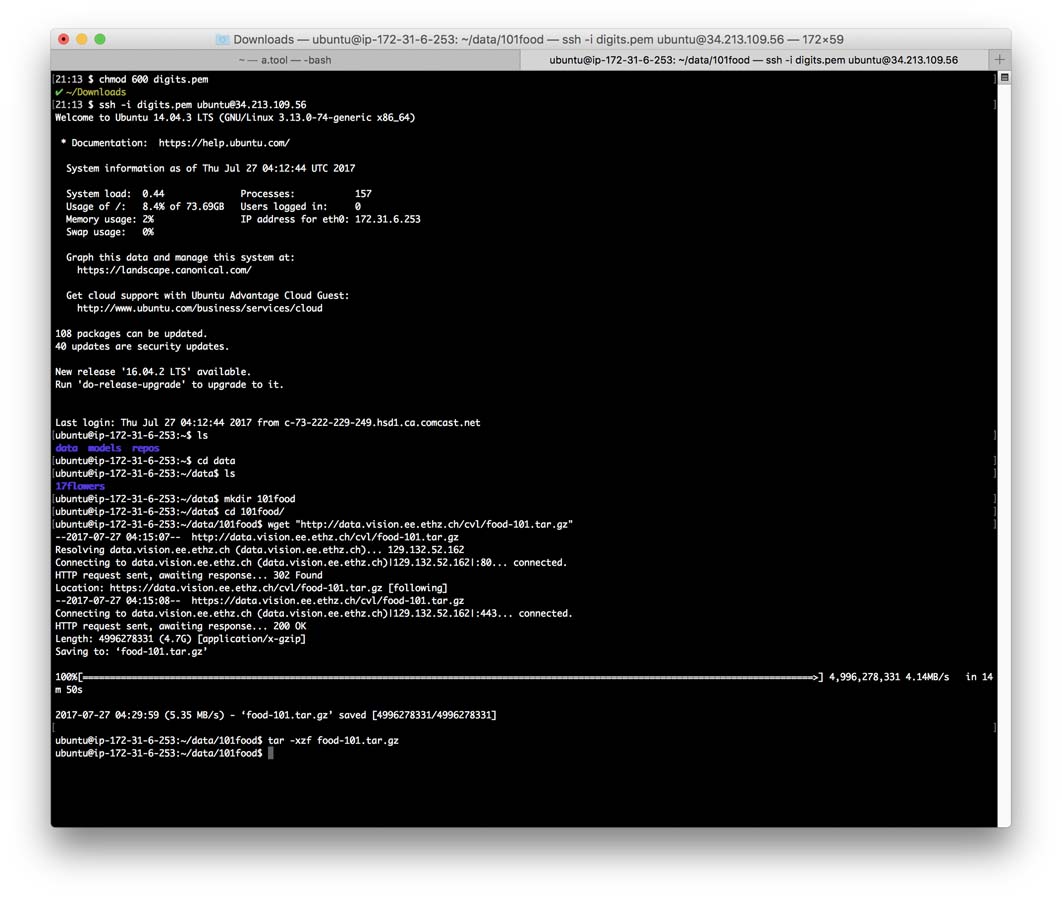 Downloads — ubuntu@ip-172-31-6-253: ~/data/101food — ssh -i digits.pem ubuntu@34.213.109.56 — 172×59
~ — a.tool — -bash
ubuntu@ip-172-31-6-253: ~/data/101food — ssh -i digits.pem ubuntu@34.213.109.56 +
[21:13 $ chmod 600 digits.pem ]
✔ ~/Downloads
[21:13 $ ssh -i digits.pem ubuntu@34.213.109.56 ]
Welcome to Ubuntu 14.04.3 LTS (GNU/Linux 3.13.0-74-generic x86_64)
* Documentation:  https://help.ubuntu.com/
System information as of Thu Jul 27 04:12:44 UTC 2017
System load:  0.44 Processes: 157
Usage of /:   8.4% of 73.69GB Users logged in: 0
Memory usage: 2% IP address for eth0: 172.31.6.253
Swap usage:   0%
Graph this data and manage this system at:
https://landscape.canonical.com/
Get cloud support with Ubuntu Advantage Cloud Guest:
http://www.ubuntu.com/business/services/cloud
108 packages can be updated.
40 updates are security updates.
New release '16.04.2 LTS' available.
Run 'do-release-upgrade' to upgrade to it.
Last login: Thu Jul 27 04:12:44 2017 from c-73-222-229-249.hsd1.ca.comcast.net
[ubuntu@ip-172-31-6-253:~$ ls ]
data  models  repos
[ubuntu@ip-172-31-6-253:~$ cd data ]
[ubuntu@ip-172-31-6-253:~/data$ ls ]
17flowers
[ubuntu@ip-172-31-6-253:~/data$ mkdir 101food ]
[ubuntu@ip-172-31-6-253:~/data$ cd 101food/ ]
[ubuntu@ip-172-31-6-253:~/data/101food$ wget "http://data.vision.ee.ethz.ch/cvl/food-101.tar.gz" ]
--2017-07-27 04:15:07--  http://data.vision.ee.ethz.ch/cvl/food-101.tar.gz
Resolving data.vision.ee.ethz.ch (data.vision.ee.ethz.ch)... 129.132.52.162
Connecting to data.vision.ee.ethz.ch (data.vision.ee.ethz.ch)|129.132.52.162|:80... connected.
HTTP request sent, awaiting response... 302 Found
Location: https://data.vision.ee.ethz.ch/cvl/food-101.tar.gz [following]
--2017-07-27 04:15:08--  https://data.vision.ee.ethz.ch/cvl/food-101.tar.gz
Connecting to data.vision.ee.ethz.ch (data.vision.ee.ethz.ch)|129.132.52.162|:443... connected.
HTTP request sent, awaiting response... 200 OK
Length: 4996278331 (4.7G) [application/x-gzip]
Saving to: ‘food-101.tar.gz’
100%[======================================================================================================================================>] 4,996,278,331 4.14MB/s   in 14
m 50s
2017-07-27 04:29:59 (5.35 MB/s) - ‘food-101.tar.gz’ saved [4996278331/4996278331]
[ ]
ubuntu@ip-172-31-6-253:~/data/101food$ tar -xzf food-101.tar.gz
ubuntu@ip-172-31-6-253:~/data/101food$